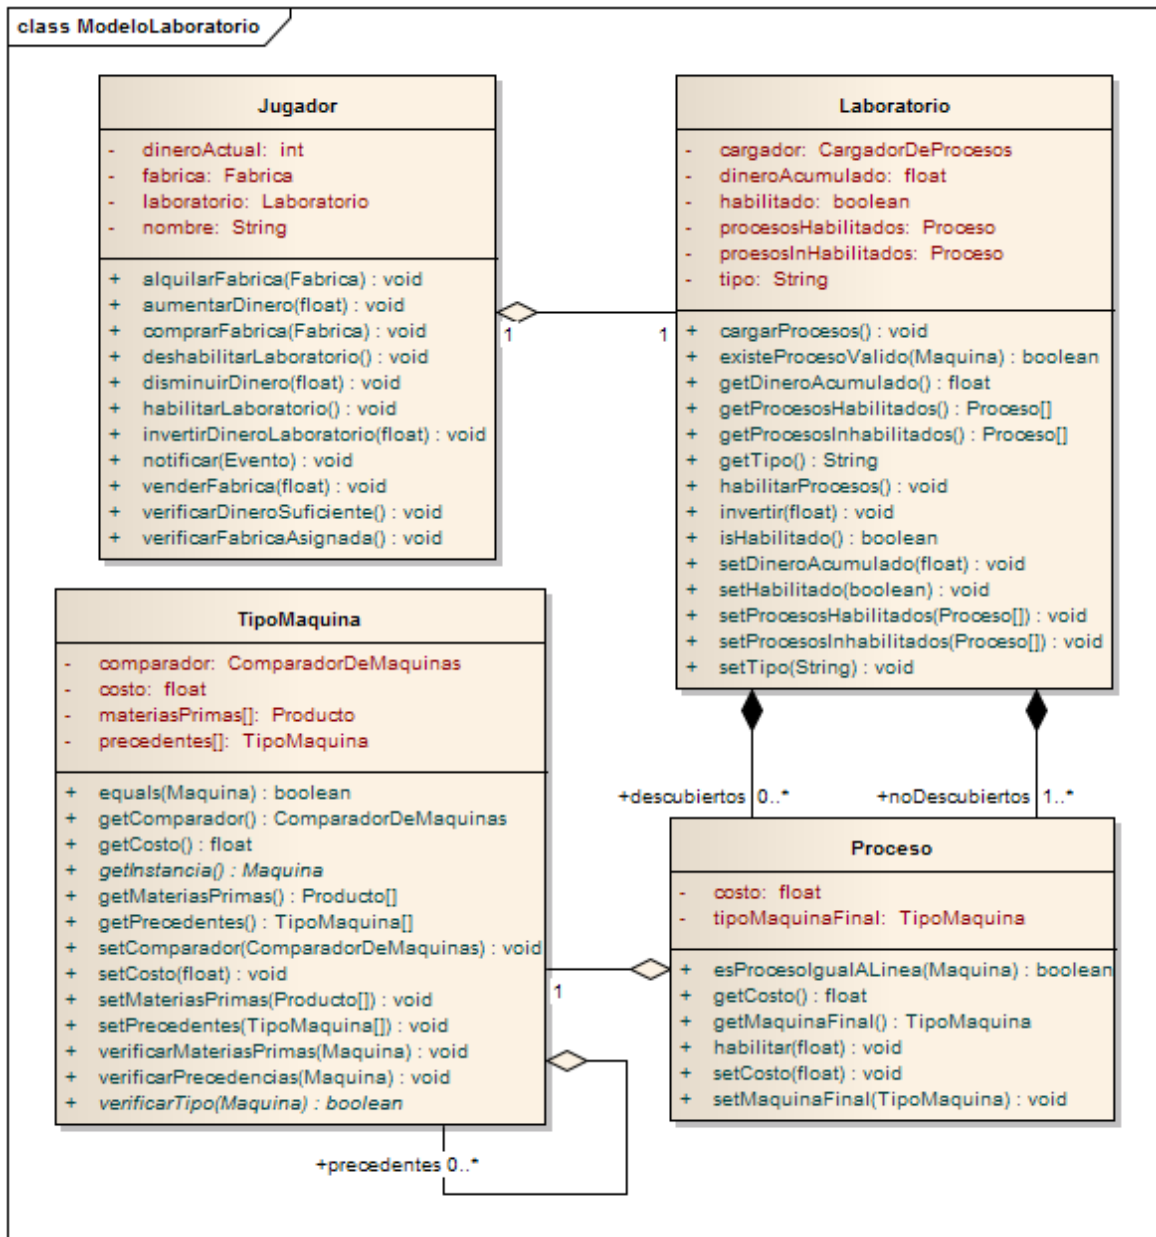 class ModeloLaboratorio
Jugador
- dineroActual: int
- fabrica: Fabrica
- laboratorio: Laboratorio
- nombre: String
+ alquilarFabrica(Fabrica) : void
+ aumentarDinero(float) : void
+ comprarFabrica(Fabrica) : void
+ deshabilitarLaboratorio() : void
+ disminuirDinero(float) : void
+ habilitarLaboratorio() : void
+ invertirDineroLaboratorio(float) : void
+ notificar(Evento) : void
+ venderFabrica(float) : void
+ verificarDineroSuficiente() : void
+ verificarFabricaAsignada() : void
1
1
Laboratorio
- cargador: CargadorDeProcesos
- dineroAcumulado: float
- habilitado: boolean
- procesosHabilitados: Proceso
- proesosInHabilitados: Proceso
- tipo: String
+ cargarProcesos() : void
+ existeProcesoValido(Maquina) : boolean
+ getDineroAcumulado() : float
+ getProcesosHabilitados() : Proceso[]
+ getProcesosInhabilitados() : Proceso[]
+ getTipo() : String
+ habilitarProcesos() : void
+ invertir(float) : void
+ isHabilitado() : boolean
+ setDineroAcumulado(float) : void
+ setHabilitado(boolean) : void
+ setProcesosHabilitados(Proceso[]) : void
+ setProcesosInhabilitados(Proceso[]) : void
+ setTipo(String) : void
TipoMaquina
- comparador: ComparadorDeMaquinas
- costo: float
- materiasPrimas[]: Producto
- precedentes[]: TipoMaquina
+ equals(Maquina) : boolean
+ getComparador() : ComparadorDeMaquinas
+ getCosto() : float
+ getInstancia() : Maquina
+ getMateriasPrimas() : Producto[]
+ getPrecedentes() : TipoMaquina[]
+ setComparador(ComparadorDeMaquinas) : void
+ setCosto(float) : void
+ setMateriasPrimas(Producto[]) : void
+ setPrecedentes(TipoMaquina[]) : void
+ verificarMateriasPrimas(Maquina) : void
+ verificarPrecedencias(Maquina) : void
+ verificarTipo(Maquina) : boolean
+precedentes 0..*
1
+descubiertos 0..*
+noDescubiertos 1..*
Proceso
- costo: float
- tipoMaquinaFinal: TipoMaquina
+ esProcesoIgualALinea(Maquina) : boolean
+ getCosto() : float
+ getMaquinaFinal() : TipoMaquina
+ habilitar(float) : void
+ setCosto(float) : void
+ setMaquinaFinal(TipoMaquina) : void